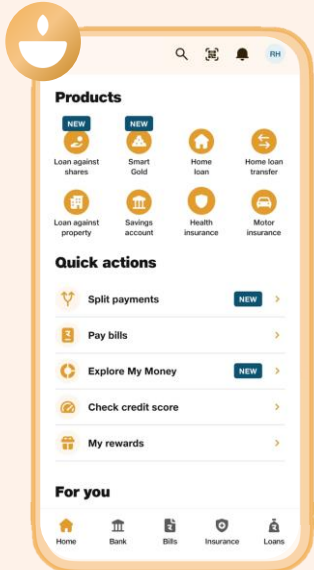 RH
Products
NEW NEW
Loan against shares
Smart Gold
Home loan
Home loan transfer
Loan against property
Savings account
Health insurance
Motor insurance
Quick actions
Split payments NEW
Pay bills
Explore My Money NEW
Check credit score
My rewards
For you
Home Bank Bills Insurance Loans